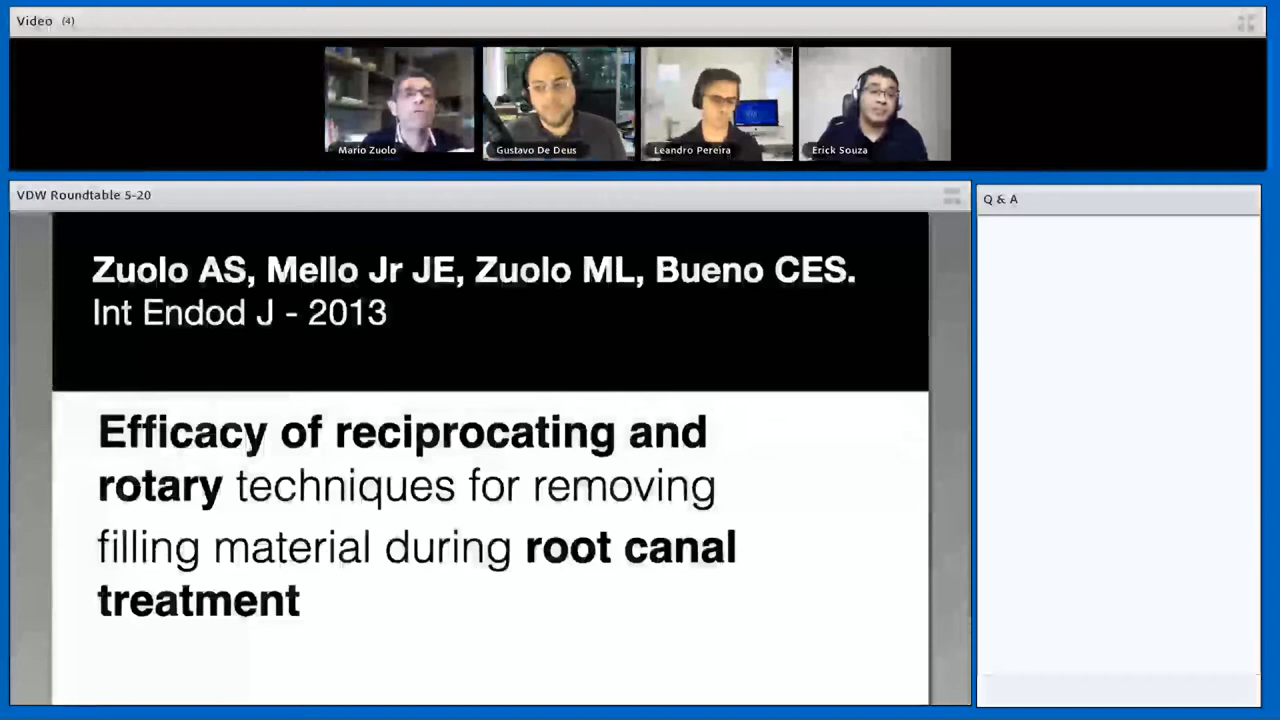 Video (4)
Mario Zuolo
Gustavo De Deus
Leandro Pereira
Erick Souza
VDW Roundtable 5-20
Q & A
Zuolo AS, Mello Jr JE, Zuolo ML, Bueno CES.
Int Endod J - 2013
Efficacy of reciprocating and
rotary techniques for removing
filling material during root canal
treatment